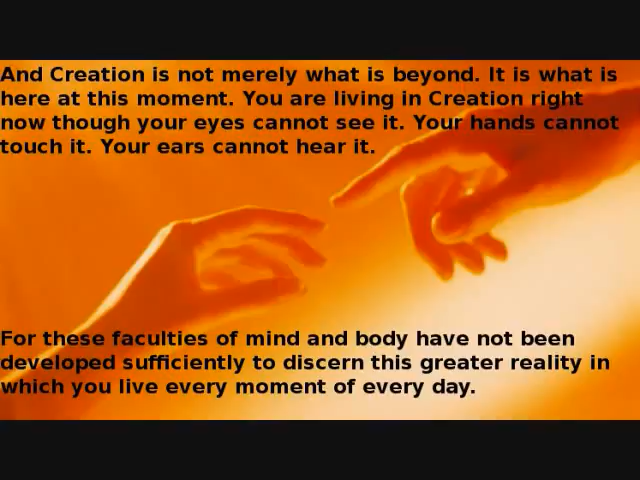 And Creation is not merely what is beyond. It is what is
here at this moment. You are living in Creation right
now though your eyes cannot see it. Your hands cannot
touch it. Your ears cannot hear it.
For these faculties of mind and body have not been
developed sufficiently to discern this greater reality in
which you live every moment of every day.